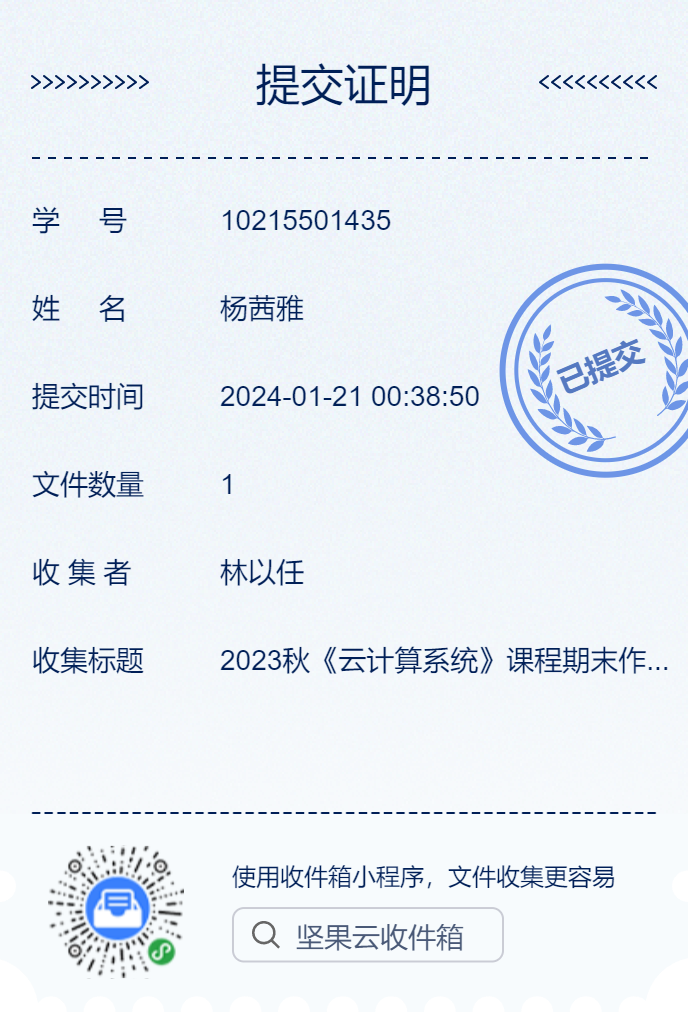 >>>>>>>>>> 提交证明 <<<<<<<<<<
学 号 10215501435
姓 名 杨茜雅
提交时间 2024-01-21 00:38:50
已提交
文件数量 1
收 集 者 林以任
收集标题 2023秋《云计算系统》课程期末作...
使用收件箱小程序，文件收集更容易
坚果云收件箱